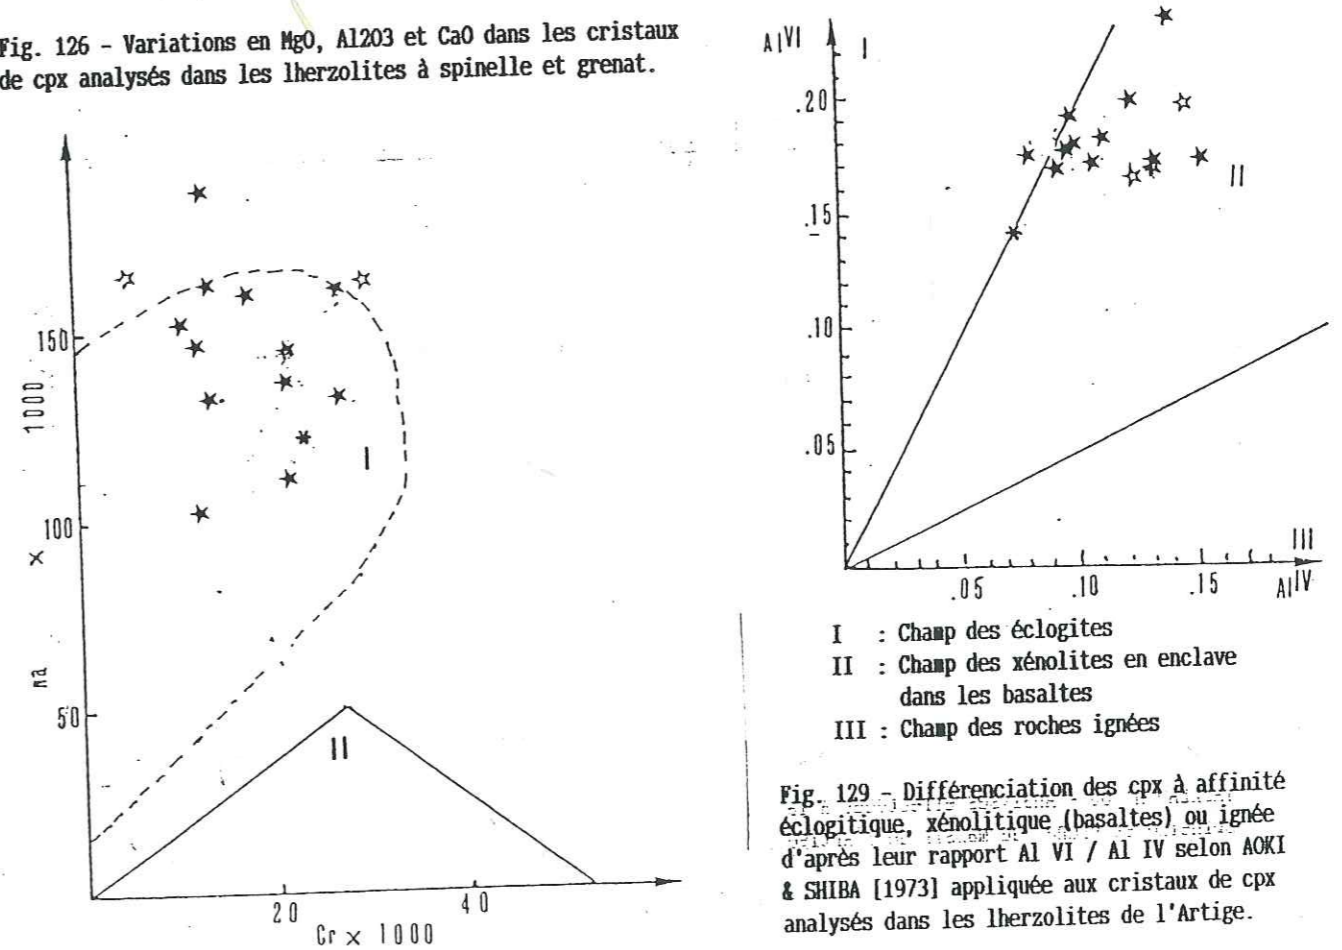 Fig. 126 - Variations en MgO, Al2O3 et CaO dans les cristaux
de cpx analysés dans les lherzolites à spinelle et grenat.
150
100
50
na x 1000
I
II
20
40
Cr x 1000
Al VI
I
.20
.15
.10
.05
II
III
.05
.10
.15
Al IV
I : Champ des éclogites
II : Champ des xénolites en enclave
dans les basaltes
III : Champ des roches ignées
Fig. 129 - Différenciation des cpx à affinité
éclogitique, xénolitique (basaltes) ou ignée
d'après leur rapport Al VI / Al IV selon AOKI
& SHIBA [1973] appliquée aux cristaux de cpx
analysés dans les lherzolites de l'Artige.